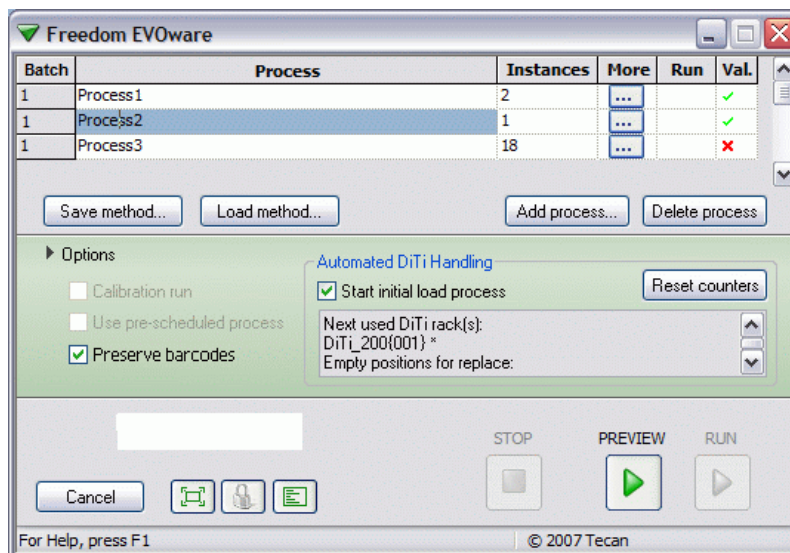 Freedom EVOware
Batch Process Instances More Run Val.
1 Process1 2 ...
1 Process2 1 ...
1 Process3 18 ...
Save method... Load method... Add process... Delete process
Options
Automated DiTi Handling
Calibration run
Start initial load process
Reset counters
Use pre-scheduled process
Next used DiTi rack(s):
DiTi_200{001} *
Preserve barcodes
Empty positions for replace:
STOP PREVIEW RUN
Cancel
For Help, press F1 © 2007 Tecan